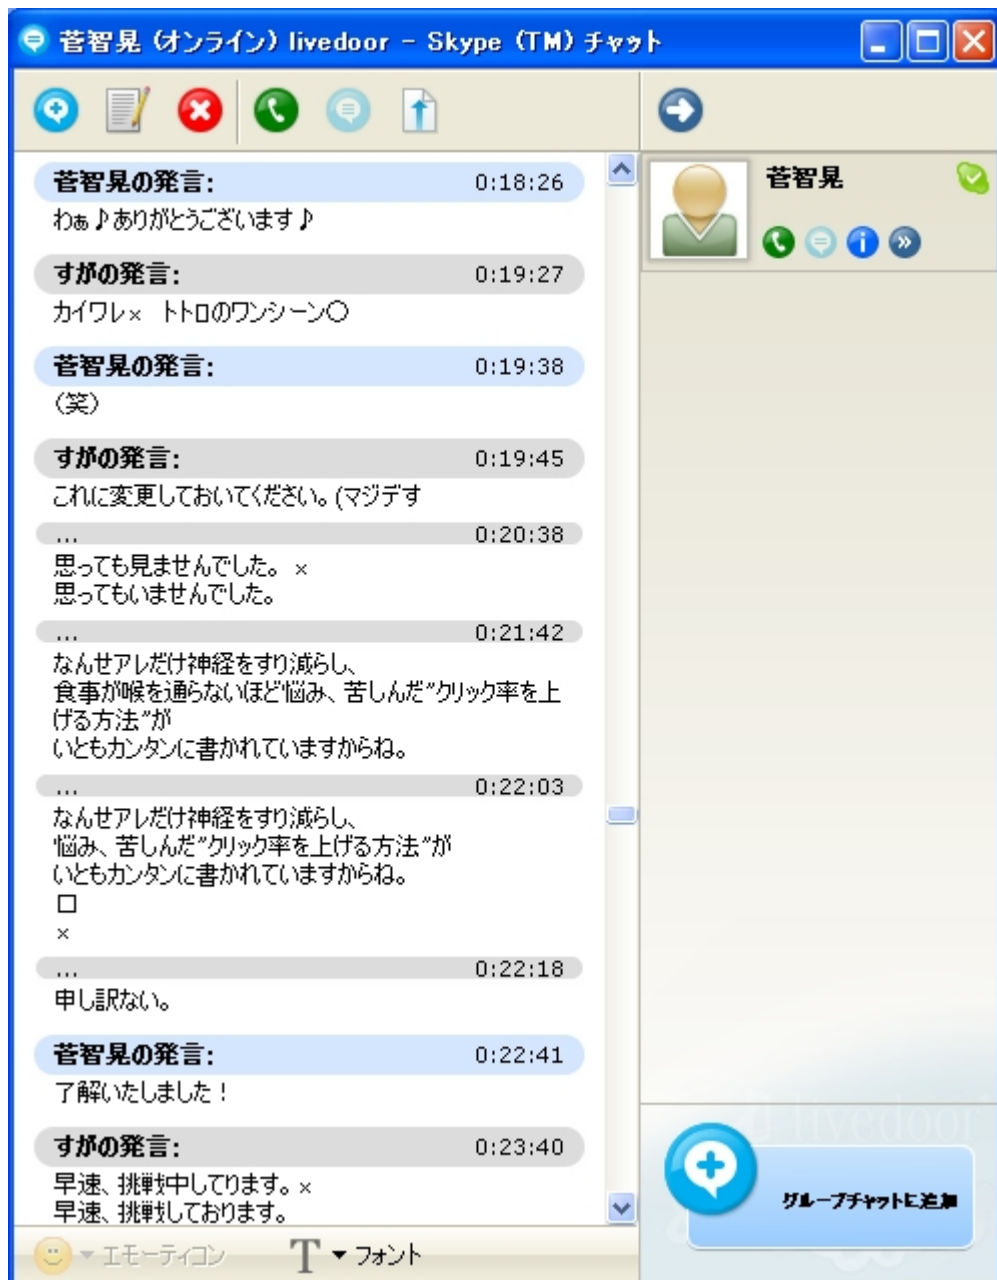 菅智晃 (オンライン) livedoor - Skype (TM) チャット
菅智晃の発言: 0:18:26
わぁ♪ありがとうございます♪
すがの発言: 0:19:27
カイワレ× トトロのワンシーン○
菅智晃の発言: 0:19:38
(笑)
すがの発言: 0:19:45
これに変更しておいてください。(マジデす
... 0:20:38
思っても見ませんでした。 ×
思ってもいませんでした。
... 0:21:42
なんせアレだけ神経をすり減らし、
食事が喉を通らないほど悩み、苦しんだ"クリック率を上
げる方法"が
いともカンタンに書かれていますからね。
... 0:22:03
なんせアレだけ神経をすり減らし、
悩み、苦しんだ"クリック率を上げる方法"が
いともカンタンに書かれていますからね。
□
×
... 0:22:18
申し訳ない。
菅智晃の発言: 0:22:41
了解いたしました!
すがの発言: 0:23:40
早速、挑戦中してります。×
早速、挑戦しております。
エモーティコン T フォント
菅智晃
livedoor
グループチャットに追加